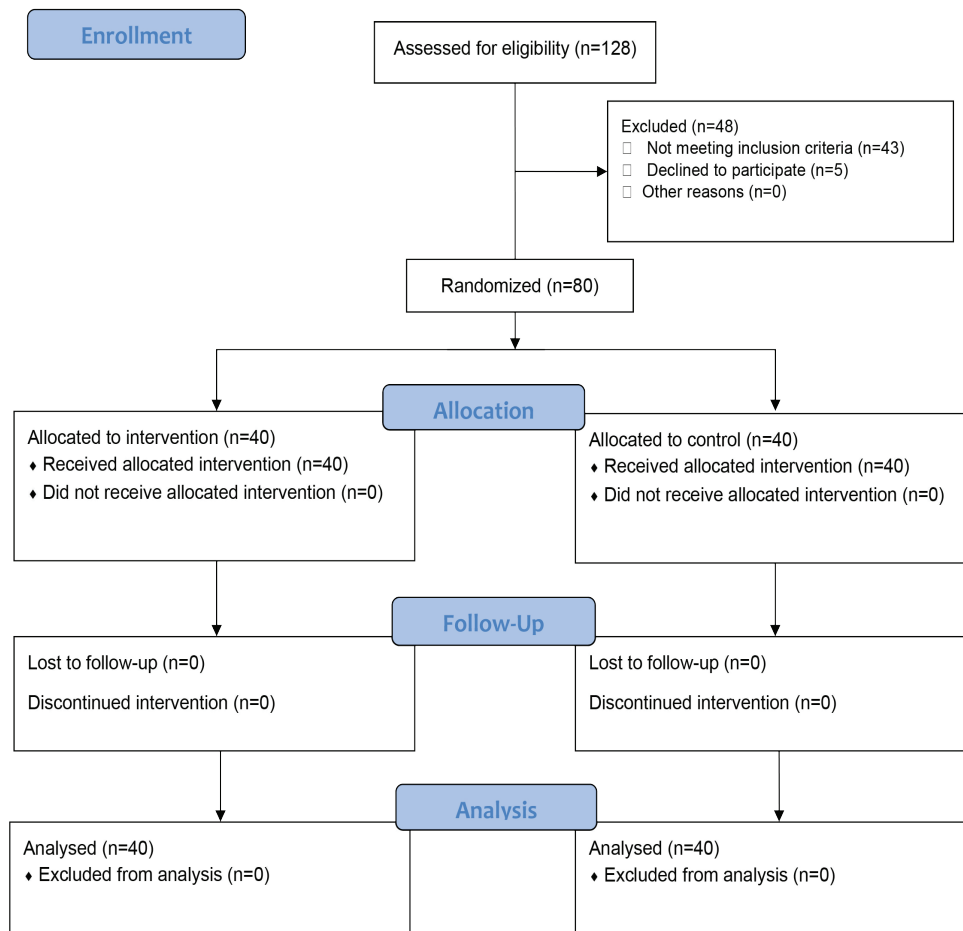 Enrollment
Assessed for eligibility (n=128)
Excluded (n=48)
Not meeting inclusion criteria (n=43)
Declined to participate (n=5)
Other reasons (n=0)
Randomized (n=80)
Allocation
Allocated to intervention (n=40)
♦ Received allocated intervention (n=40)
♦ Did not receive allocated intervention (n=0)
Allocated to control (n=40)
♦ Received allocated intervention (n=40)
♦ Did not receive allocated intervention (n=0)
Follow-Up
Lost to follow-up (n=0)
Discontinued intervention (n=0)
Lost to follow-up (n=0)
Discontinued intervention (n=0)
Analysis
Analysed (n=40)
♦ Excluded from analysis (n=0)
Analysed (n=40)
♦ Excluded from analysis (n=0)